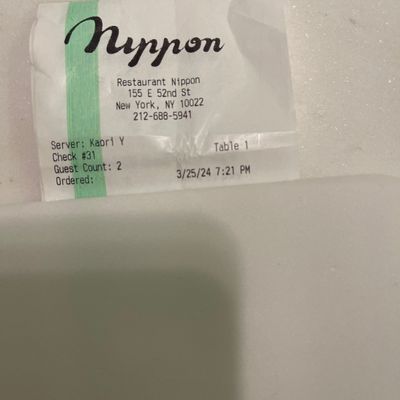 Nippon
Restaurant Nippon
155 E 52nd St
New York, NY 10022
212-688-5941
Server: Kaori Y
Check #31 Table 1
Guest Count: 2
Ordered: 3/25/24 7:21 PM